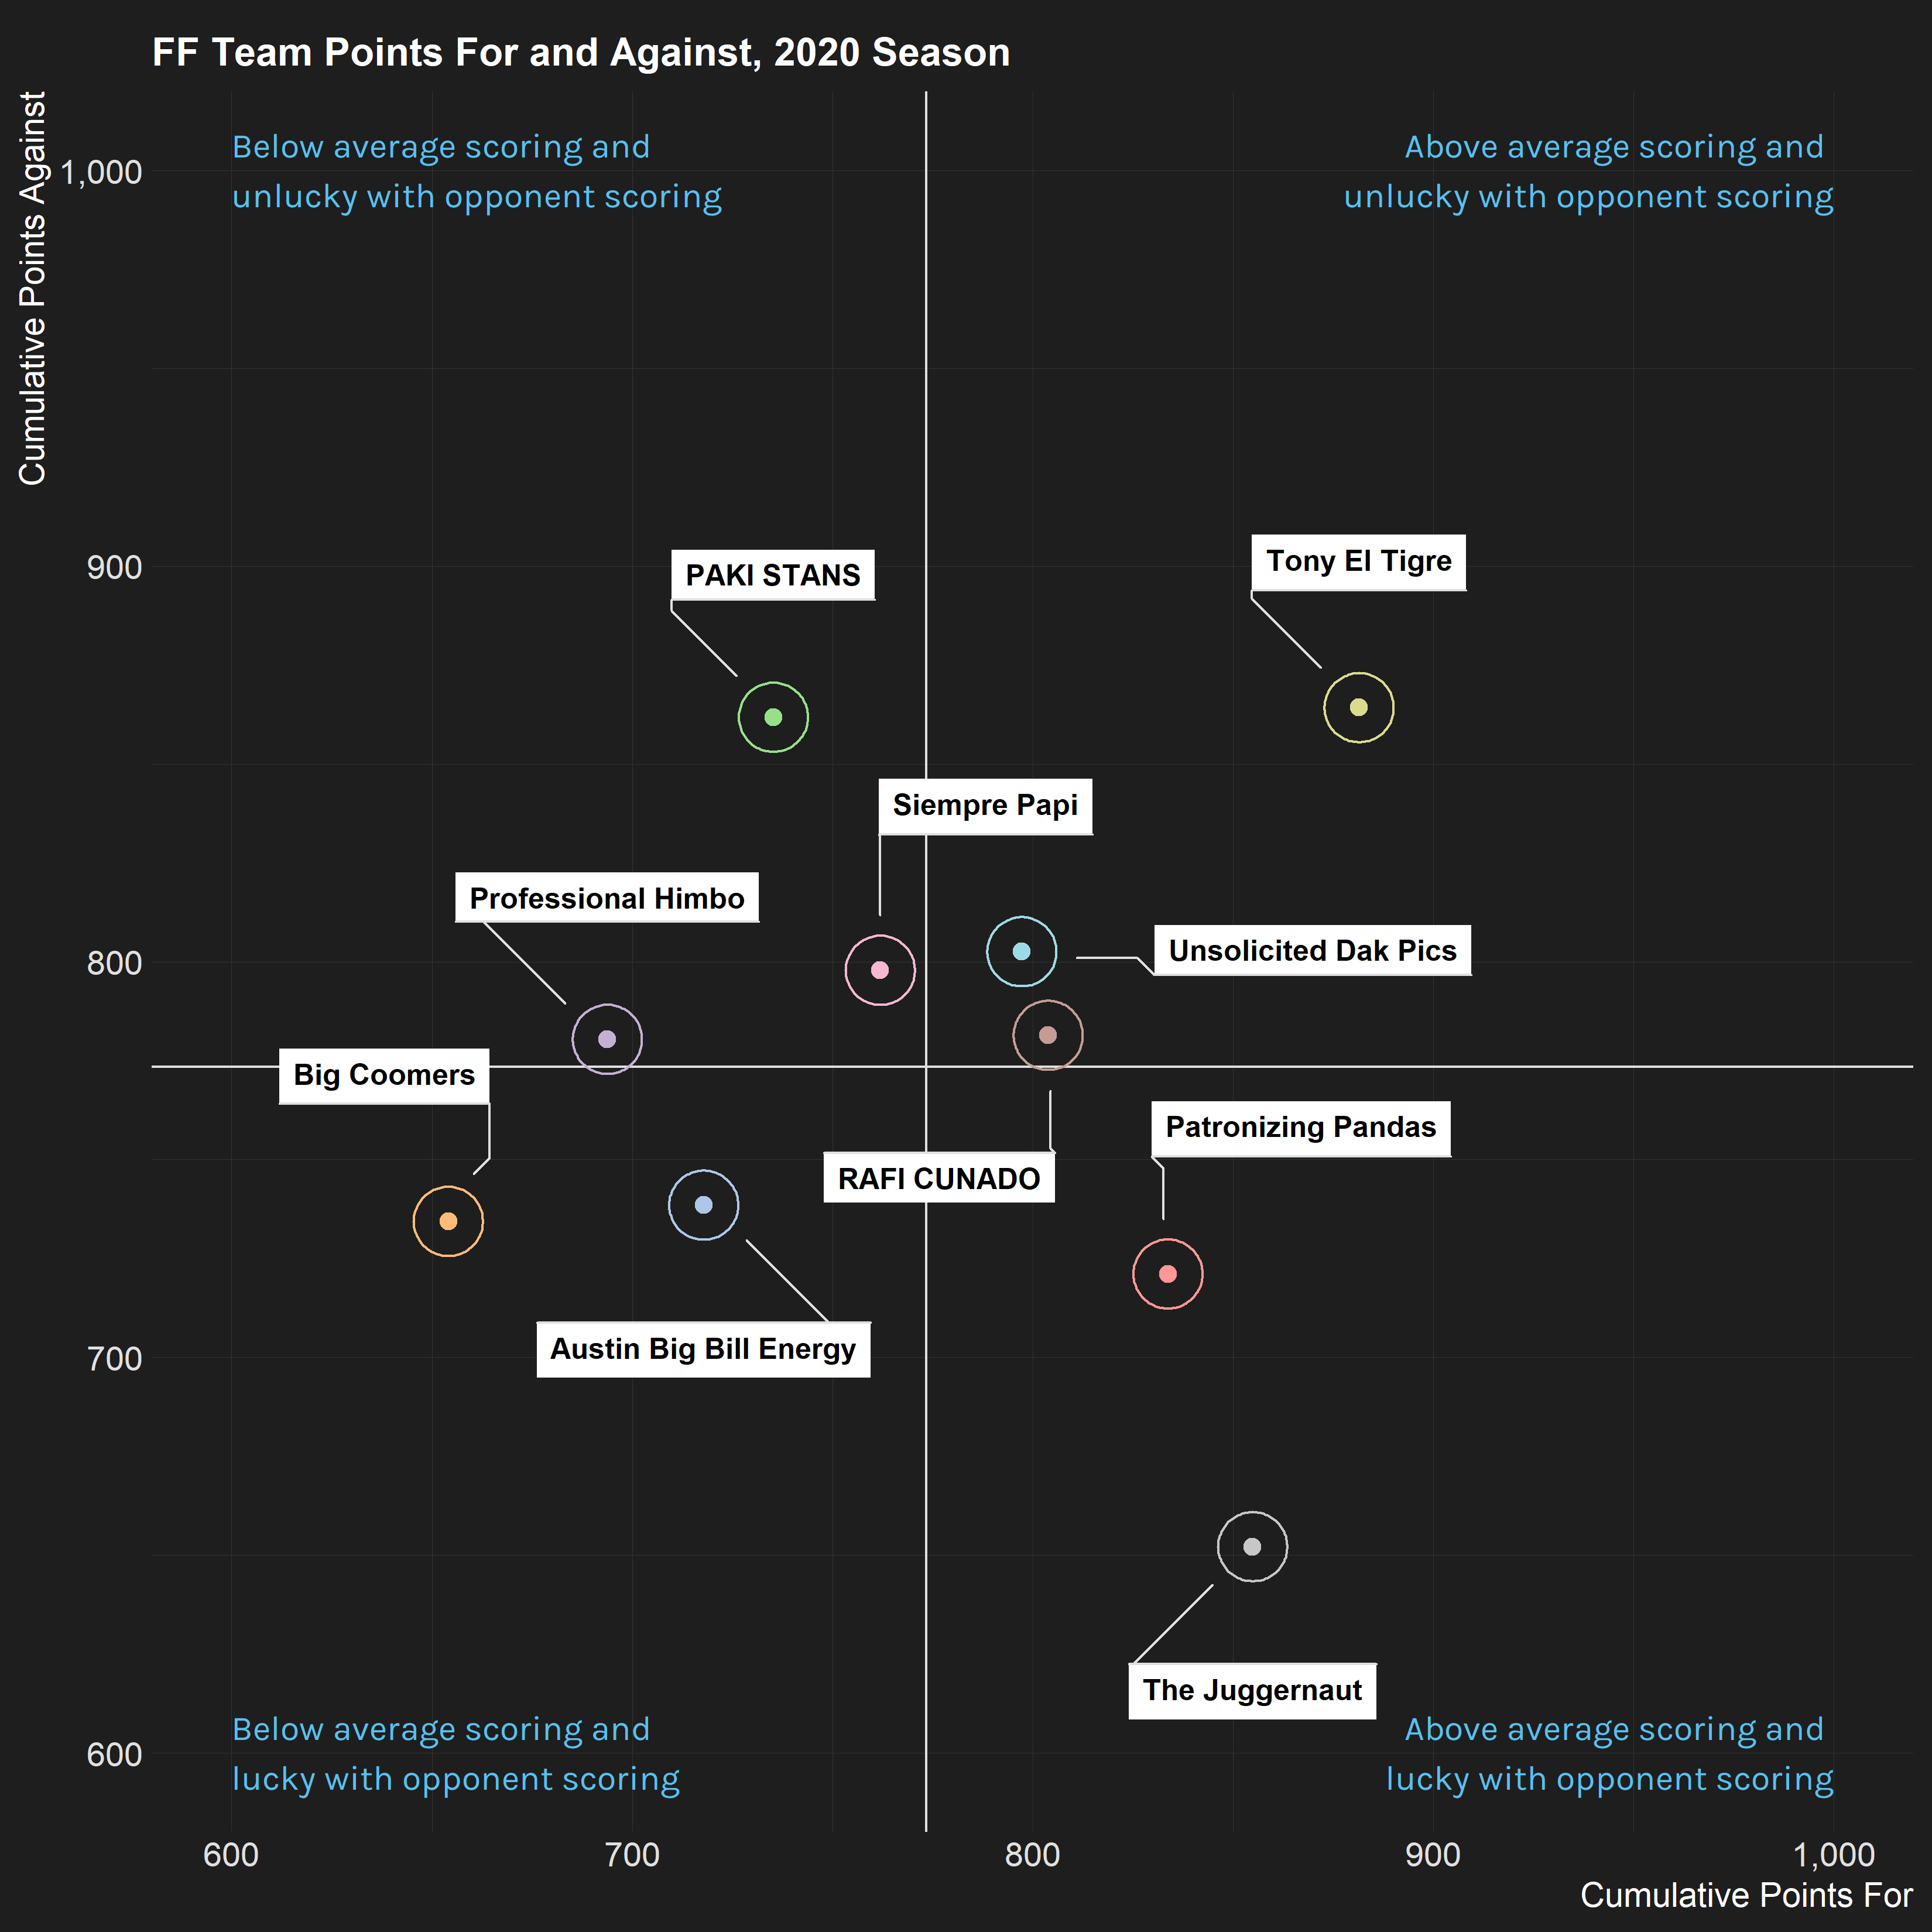 FF Team Points For and Against, 2020 Season
Cumulative Points Against
Below average scoring and
unlucky with opponent scoring
Above average scoring and
unlucky with opponent scoring
1,000
900
800
700
600
PAKI STANS
Tony El Tigre
Siempre Papi
Professional Himbo
Unsolicited Dak Pics
Big Coomers
Patronizing Pandas
RAFI CUNADO
Austin Big Bill Energy
The Juggernaut
Below average scoring and
lucky with opponent scoring
Above average scoring and
lucky with opponent scoring
600
700
800
900
1,000
Cumulative Points For